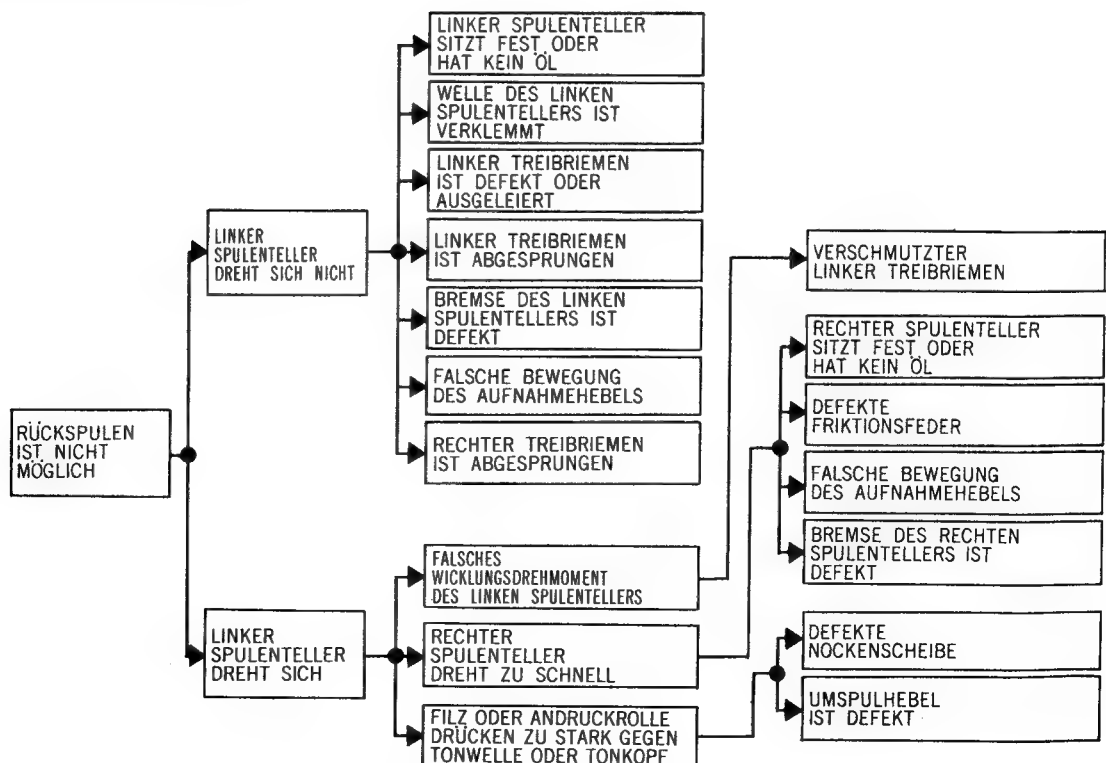 RÜCKSPULEN
IST NICHT
MÖGLICH
LINKER
SPULENTELLER
DREHT SICH NICHT
LINKER SPULENTELLER
SITZT FEST ODER
HAT KEIN ÖL
WELLE DES LINKEN
SPULENTELLERS IST
VERKLEMMT
LINKER TREIBRIEMEN
IST DEFEKT ODER
AUSGELEIERT
LINKER TREIBRIEMEN
IST ABGESPRUNGEN
BREMSE DES LINKEN
SPULENTELLERS IST
DEFEKT
FALSCHE BEWEGUNG
DES AUFNAHMEHEBELS
RECHTER TREIBRIEMEN
IST ABGESPRUNGEN
LINKER
SPULENTELLER
DREHT SICH
FALSCHES
WICKLUNGSDREHMOMENT
DES LINKEN SPULENTELLERS
VERSCHMUTZTER
LINKER TREIBRIEMEN
RECHTER
SPULENTELLER
DREHT ZU SCHNELL
RECHTER SPULENTELLER
SITZT FEST ODER
HAT KEIN ÖL
DEFEKTE
FRIKTIONSFEDER
FALSCHE BEWEGUNG
DES AUFNAHMEHEBELS
BREMSE DES RECHTEN
SPULENTELLERS IST
DEFEKT
FILZ ODER ANDRUCKROLLE
DRÜCKEN ZU STARK GEGEN
TONWELLE ODER TONKOPF
DEFEKTE
NOCKENSCHEIBE
UMSPULHEBEL
IST DEFEKT